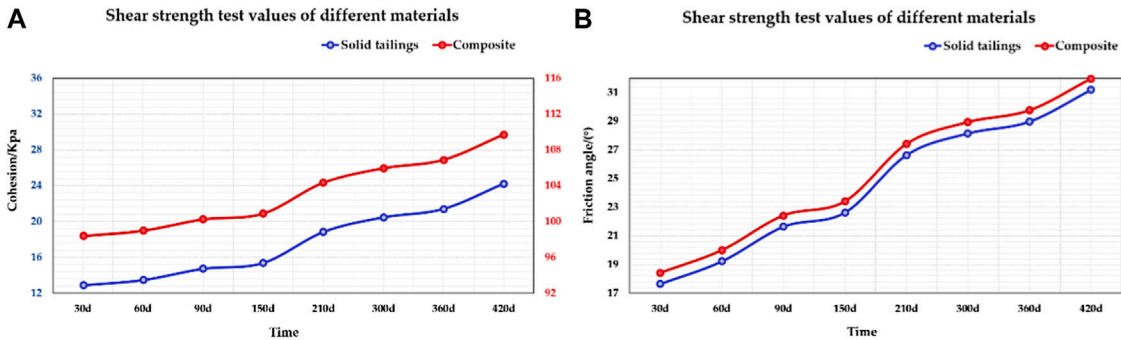 A
Shear strength test values of different materials
Solid tailings
Composite
Cohesion/Kpa
36
32
28
24
20
16
12
116
112
108
104
100
96
92
30d 60d 90d 150d 210d 300d 360d 420d
Time
B
Shear strength test values of different materials
Solid tailings
Composite
Friction angle/(°)
31
29
27
25
23
21
19
17
30d 60d 90d 150d 210d 300d 360d 420d
Time